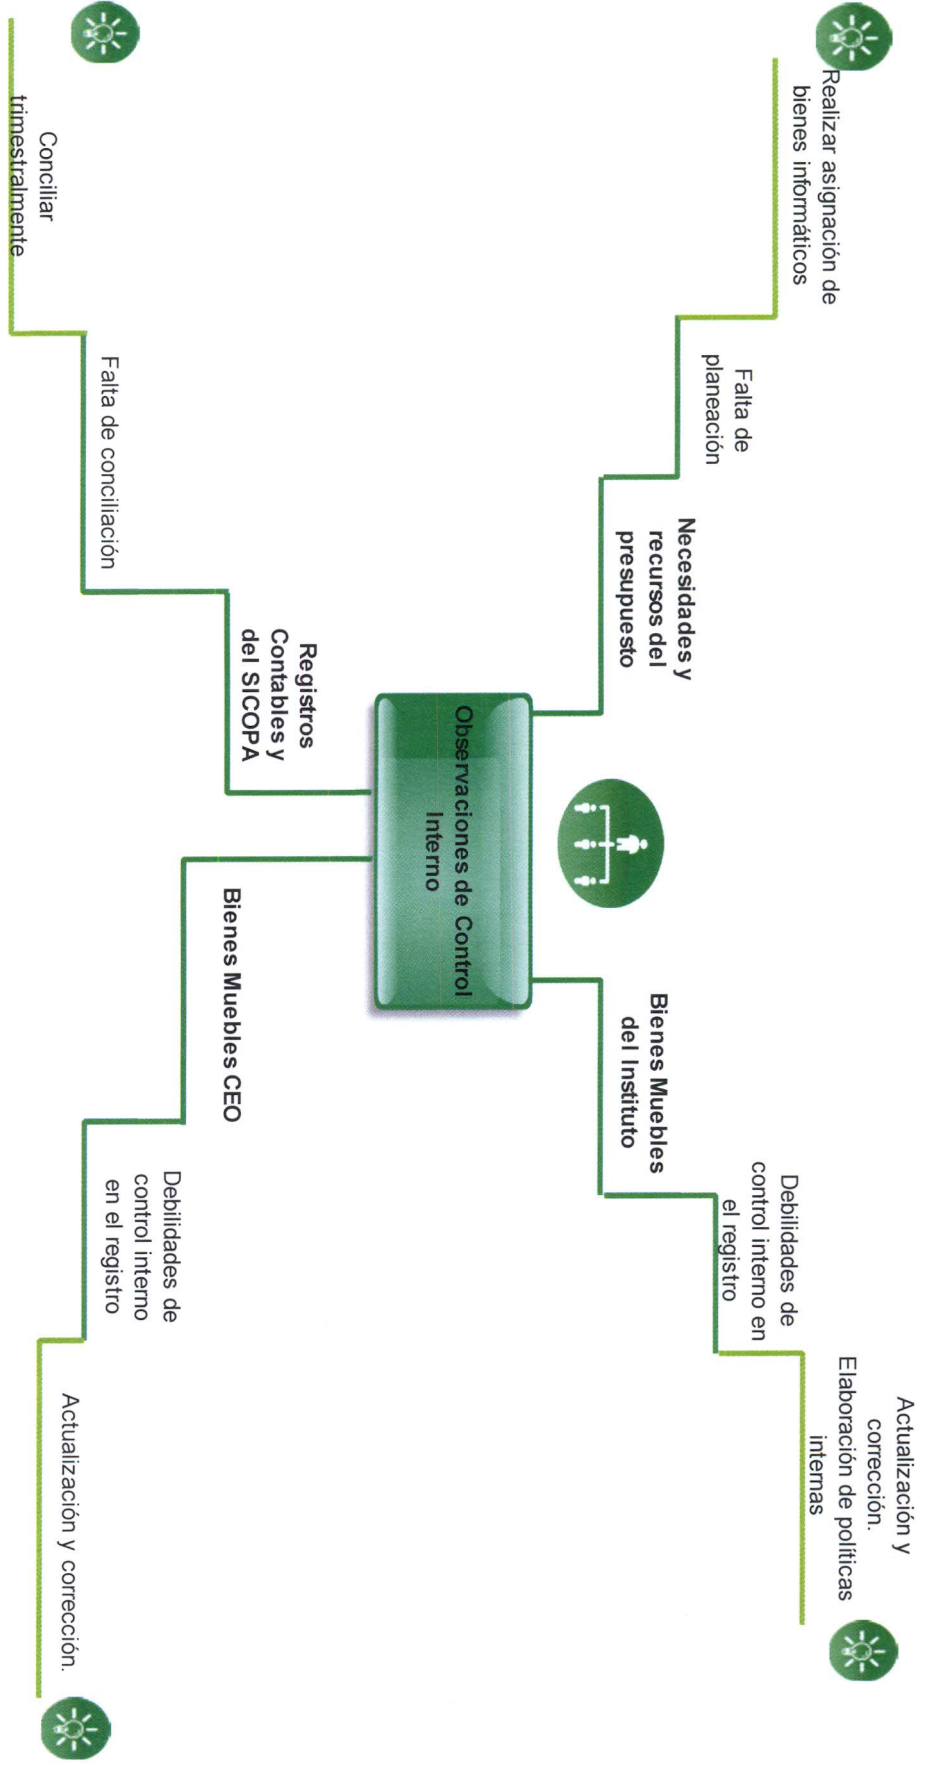 Realizar asignación de
bienes informáticos
Falta de
planeación
Necesidades y
recursos del
presupuesto
Actualización y
corrección.
Elaboración de políticas
internas
Debilidades de
control interno en
el registro
Bienes Muebles
del Instituto
Observaciones de Control
Interno
Registros
Contables y
del SICOPA
Falta de conciliación
Conciliar
trimestralmente
Bienes Muebles CEO
Debilidades de
control interno
en el registro
Actualización y corrección.